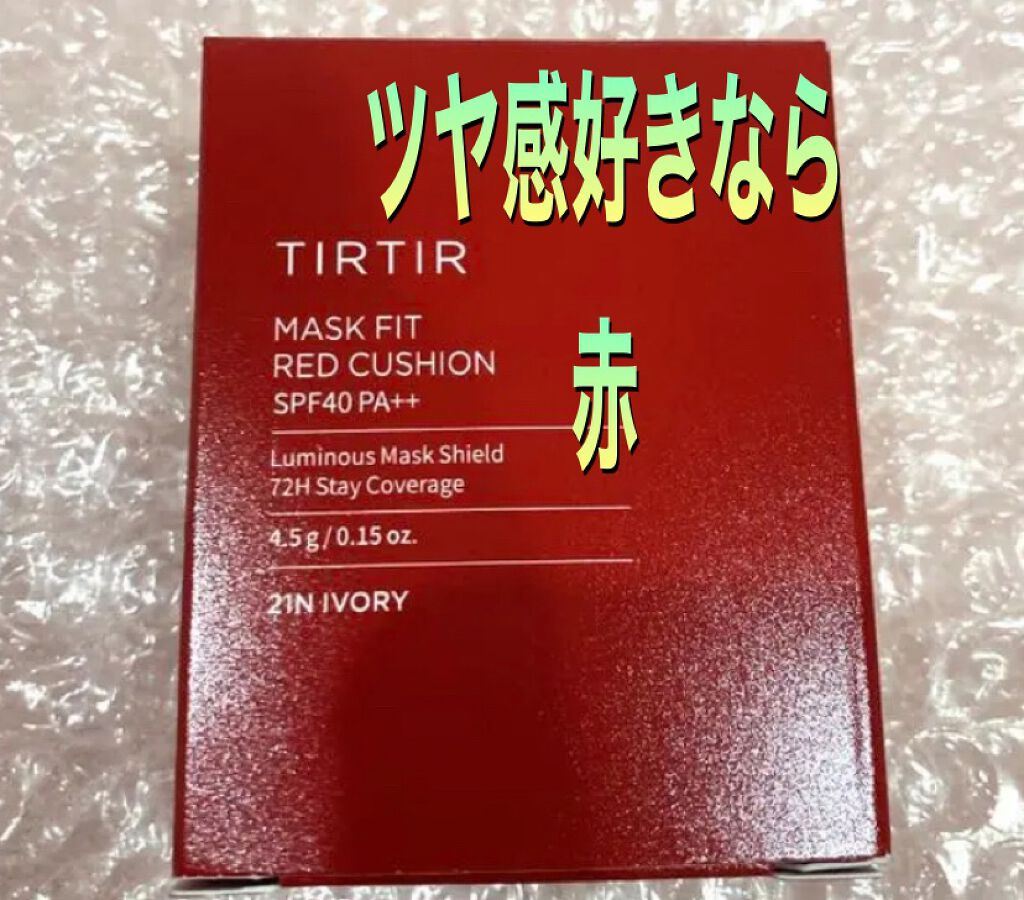 ツヤ感好きなら
TIRTIR
MASK FIT
RED CUSHION
SPF40 PA++
赤
Luminous Mask Shield
72H Stay Coverage
4.5 g / 0.15 oz.
21N IVORY